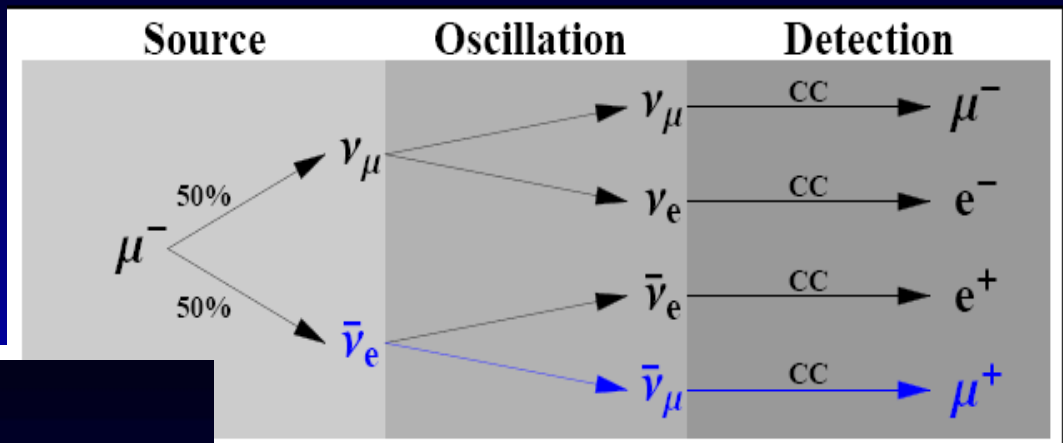 Source Oscillation Detection
ν_μ CC μ⁻
50% ν_μ
ν_e CC e⁻
μ⁻
50% ν̄_e CC e⁺
ν̄_e
ν̄_μ CC μ⁺